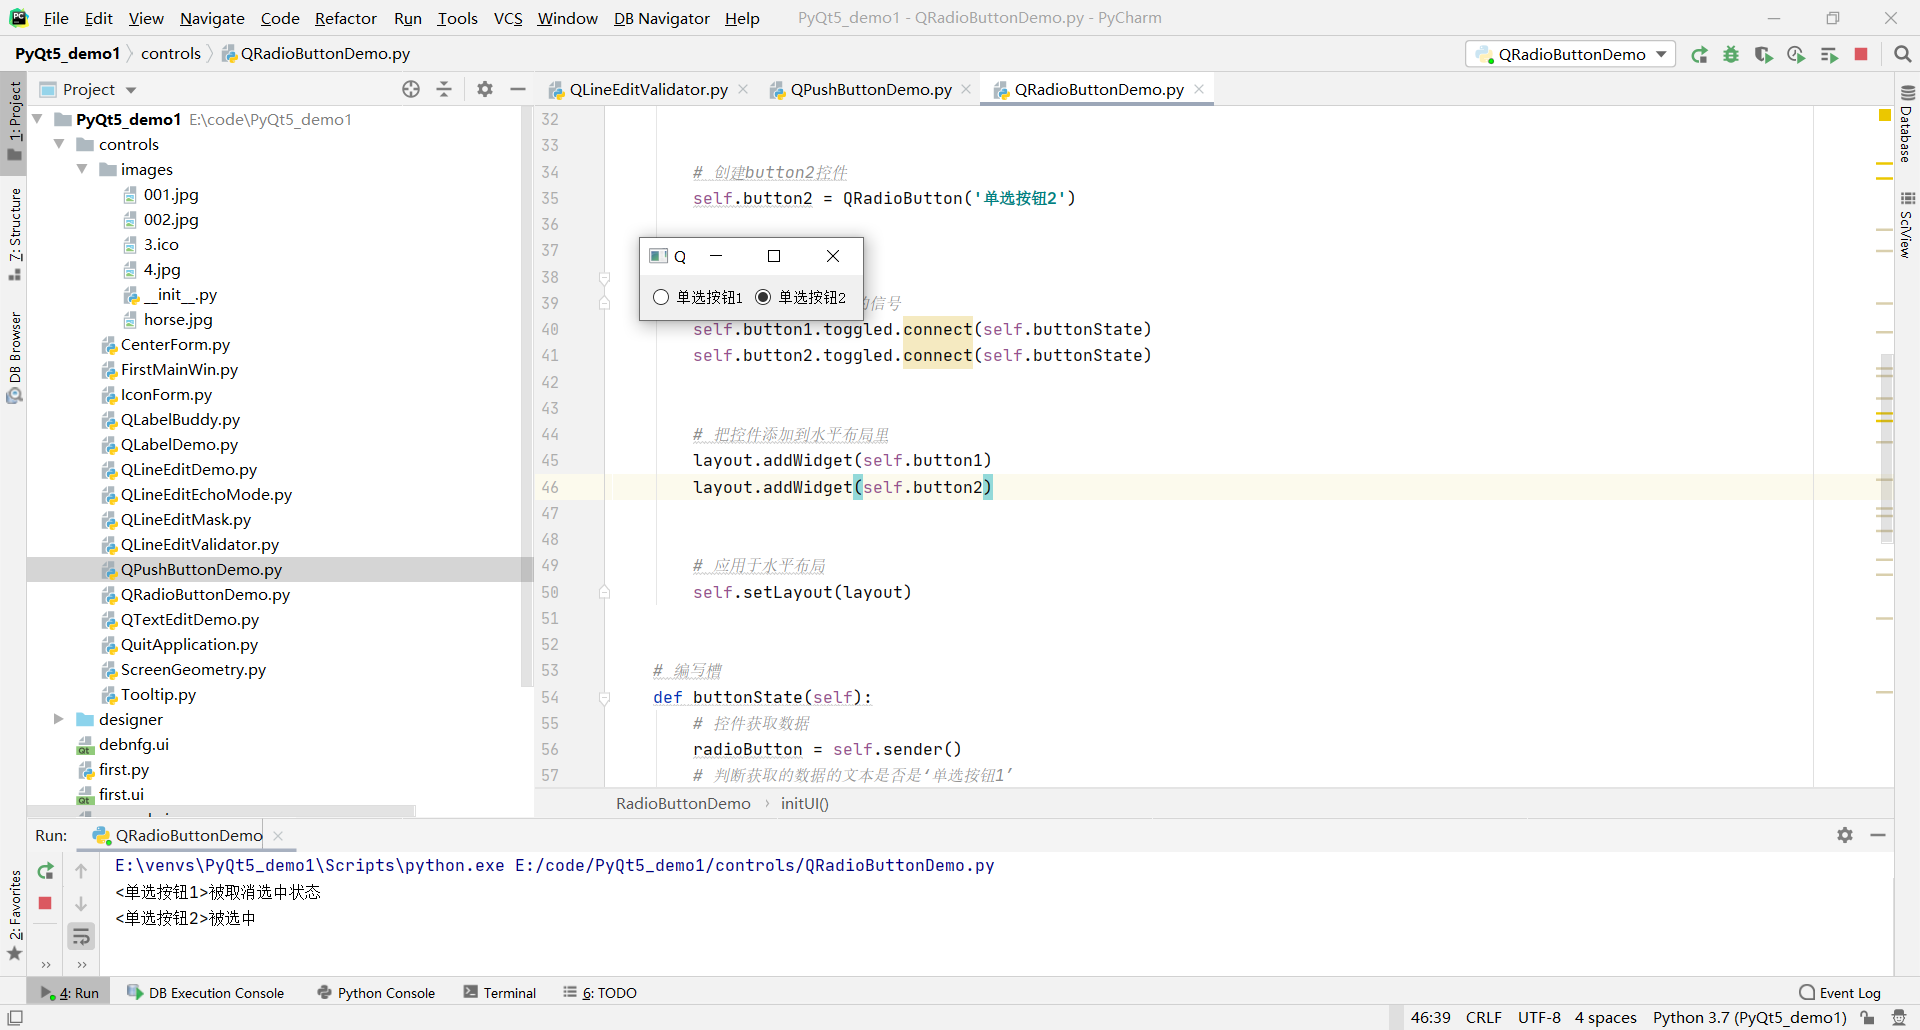 File Edit View Navigate Code Refactor Run Tools VCS Window DB Navigator Help PyQt5_demo1 - QRadioButtonDemo.py - PyCharm
PyQt5_demo1 controls QRadioButtonDemo.py QRadioButtonDemo
Project
QLineEditValidator.py QPushButtonDemo.py QRadioButtonDemo.py
1: Project
7: Structure
DB Browser
2: Favorites
PyQt5_demo1 E:\code\PyQt5_demo1
controls
images
001.jpg
002.jpg
3.ico
4.jpg
__init__.py
horse.jpg
CenterForm.py
FirstMainWin.py
IconForm.py
QLabelBuddy.py
QLabelDemo.py
QLineEditDemo.py
QLineEditEchoMode.py
QLineEditMask.py
QLineEditValidator.py
QPushButtonDemo.py
QRadioButtonDemo.py
QTextEditDemo.py
QuitApplication.py
ScreenGeometry.py
Tooltip.py
designer
debnfg.ui
first.py
first.ui
32
33
34 # 创建button2控件
35 self.button2 = QRadioButton('单选按钮2')
36
37
38
39 信号
40 self.button1.toggled.connect(self.buttonState)
41 self.button2.toggled.connect(self.buttonState)
42
43
44 # 把控件添加到水平布局里
45 layout.addWidget(self.button1)
46 layout.addWidget(self.button2)
47
48
49 # 应用于水平布局
50 self.setLayout(layout)
51
52
53 # 编写槽
54 def buttonState(self):
55 # 控件获取数据
56 radioButton = self.sender()
57 # 判断获取的数据的文本是否是‘单选按钮1’
Q
单选按钮1 单选按钮2
RadioButtonDemo › initUI()
Database
SciView
Run: QRadioButtonDemo
E:\venvs\PyQt5_demo1\Scripts\python.exe E:/code/PyQt5_demo1/controls/QRadioButtonDemo.py
<单选按钮1>被取消选中状态
<单选按钮2>被选中
4: Run DB Execution Console Python Console Terminal 6: TODO Event Log
46:39 CRLF UTF-8 4 spaces Python 3.7 (PyQt5_demo1)